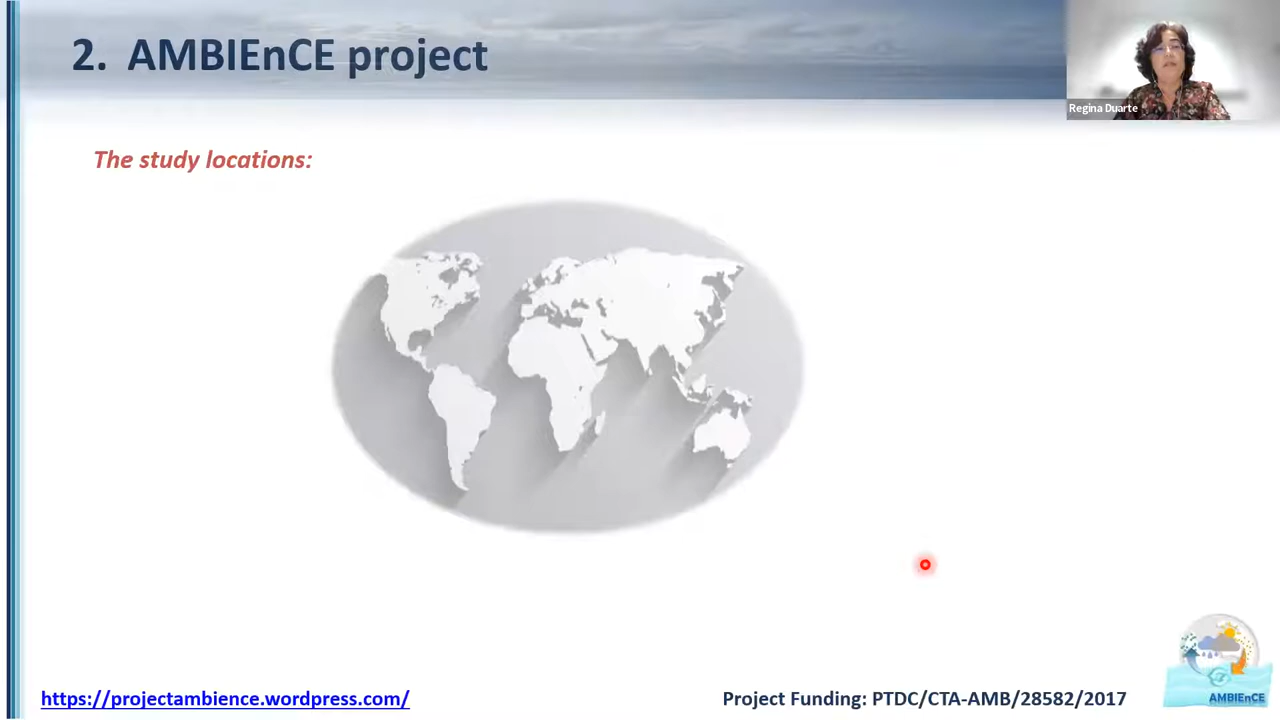 2. AMBIEnCE project
Regina Duarte
The study locations:
https://projectambience.wordpress.com/
Project Funding: PTDC/CTA-AMB/28582/2017
AMBIEnCE